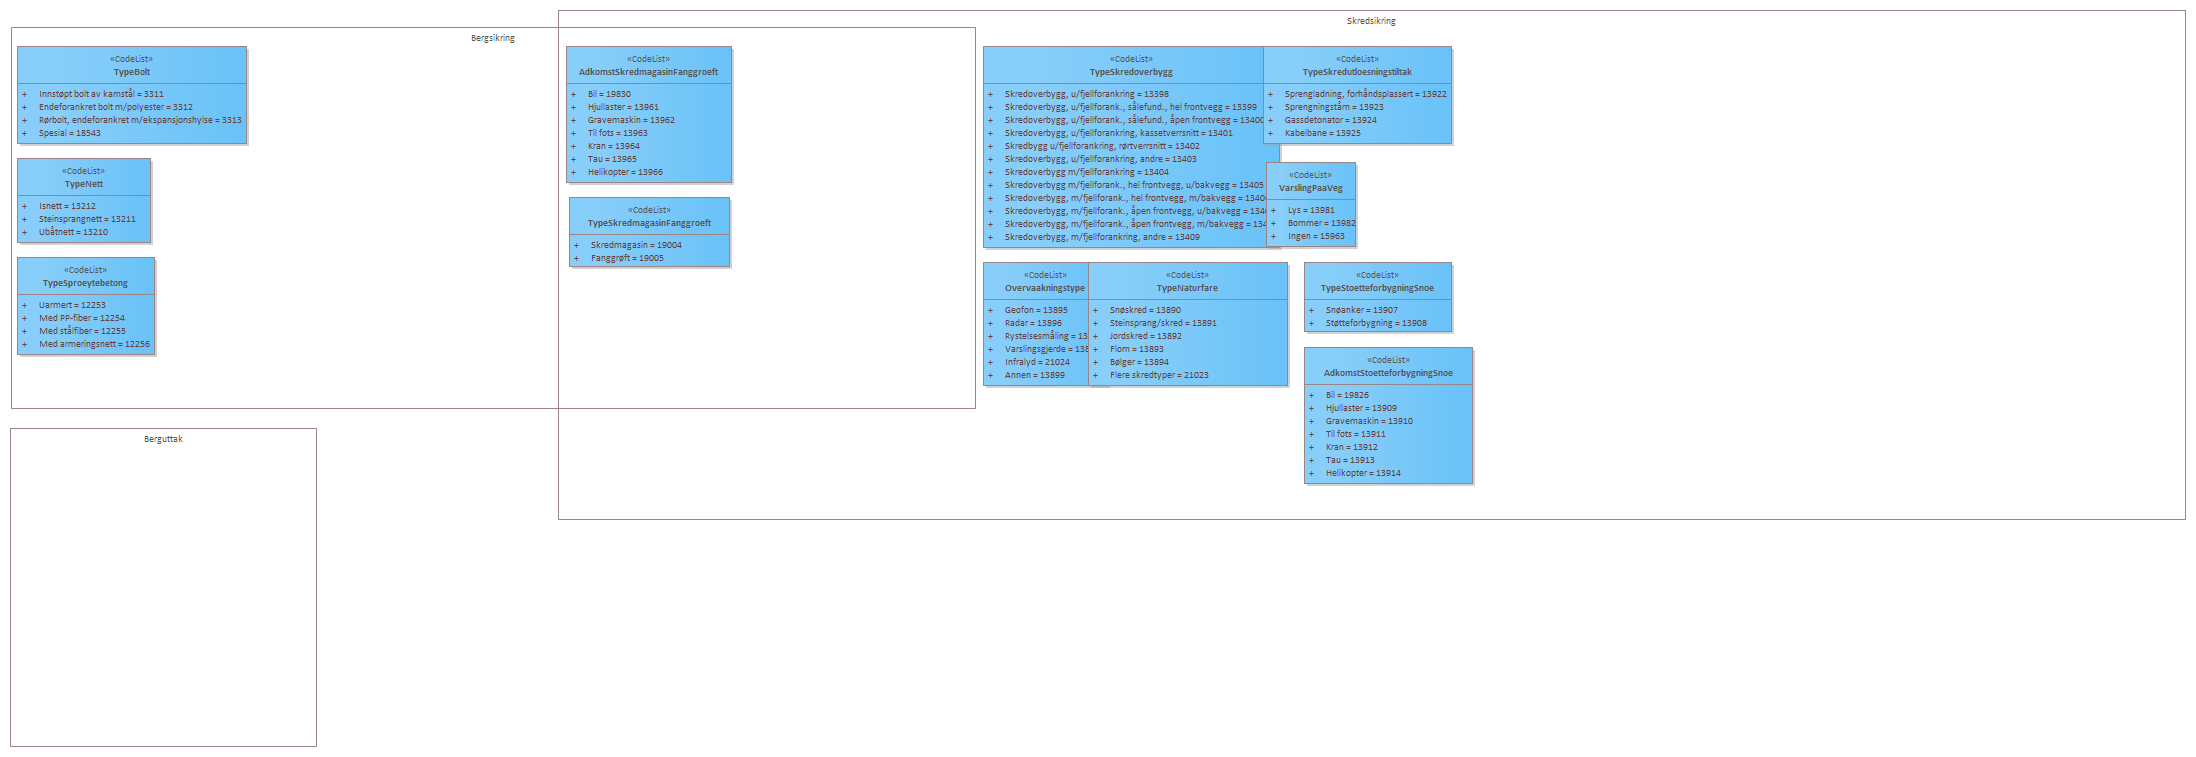 Skredsikring
Bergsikring
«CodeList»
TypeBolt
+ Innstøpt bolt av kamstål = 3311
+ Endeforankret bolt m/polyester = 3312
+ Rørbolt, endeforankret m/ekspansjonshylse = 3313
+ Spesial = 18543
«CodeList»
TypeNett
+ Isnett = 13212
+ Steinsprangnett = 13211
+ Ubåtnett = 13210
«CodeList»
TypeSproeytebetong
+ Uarmert = 12253
+ Med PP-fiber = 12254
+ Med stålfiber = 12255
+ Med armeringsnett = 12256
«CodeList»
AdkomstSkredmagasinFanggroeft
+ Bil = 19830
+ Hjullaster = 13961
+ Gravemaskin = 13962
+ Til fots = 13963
+ Kran = 13964
+ Tau = 13965
+ Helikopter = 13966
«CodeList»
TypeSkredmagasinFanggroeft
+ Skredmagasin = 19004
+ Fanggrøft = 19005
«CodeList»
TypeSkredoverbygg
+ Skredoverbygg, u/fjellforankring = 13398
+ Skredoverbygg, u/fjellforank., sålefund., hel frontvegg = 13399
+ Skredoverbygg, u/fjellforank., sålefund., åpen frontvegg = 13400
+ Skredoverbygg, u/fjellforankring, kassetverrsnitt = 13401
+ Skredbygg u/fjellforankring, rørtverrsnitt = 13402
+ Skredoverbygg, u/fjellforankring, andre = 13403
+ Skredoverbygg m/fjellforankring = 13404
+ Skredoverbygg m/fjellforank., hel frontvegg, u/bakvegg = 13405
+ Skredoverbygg, m/fjellforank., hel frontvegg, m/bakvegg =
+ Skredoverbygg, m/fjellforank., åpen frontvegg, u/bakvegg =
+ Skredoverbygg, m/fjellforank., åpen frontvegg, m/bakvegg =
+ Skredoverbygg, m/fjellforankring, andre = 13409
«CodeList»
TypeSkredutloesningstiltak
+ Sprengladning, forhåndsplassert = 13922
+ Sprengningstårn = 13923
+ Gassdetonator = 13924
+ Kabelbane = 13925
«CodeList»
VarslingPaaVeg
+ Lys = 13981
+ Bommer = 13982
+ Ingen = 15963
«CodeList»
Overvaakningstype
+ Geofon = 13895
+ Radar = 13896
+ Rystelsesmåling =
+ Varslingsgjerde =
+ Infralyd = 21024
+ Annen = 13899
«CodeList»
TypeNaturfare
+ Snøskred = 13890
+ Steinsprang/skred = 13891
+ Jordskred = 13892
+ Flom = 13893
+ Bølger = 13894
+ Flere skredtyper = 21023
«CodeList»
TypeStoetteforbygningSnoe
+ Snøanker = 13907
+ Støtteforbygning = 13908
«CodeList»
AdkomstStoetteforbygningSnoe
+ Bil = 19826
+ Hjullaster = 13909
+ Gravemaskin = 13910
+ Til fots = 13911
+ Kran = 13912
+ Tau = 13913
+ Helikopter = 13914
Berguttak